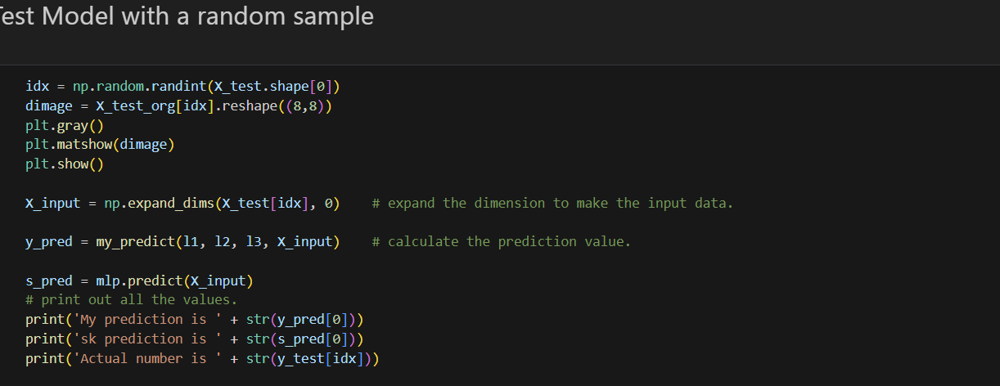 Test Model with a random sample
idx = np.random.randint(X_test.shape[0])
dimage = X_test_org[idx].reshape((8,8))
plt.gray()
plt.matshow(dimage)
plt.show()
X_input = np.expand_dims(X_test[idx], 0)    # expand the dimension to make the input data.
y_pred = my_predict(l1, l2, l3, X_input)    # calculate the prediction value.
s_pred = mlp.predict(X_input)
# print out all the values.
print('My prediction is ' + str(y_pred[0]))
print('sk prediction is ' + str(s_pred[0]))
print('Actual number is ' + str(y_test[idx]))